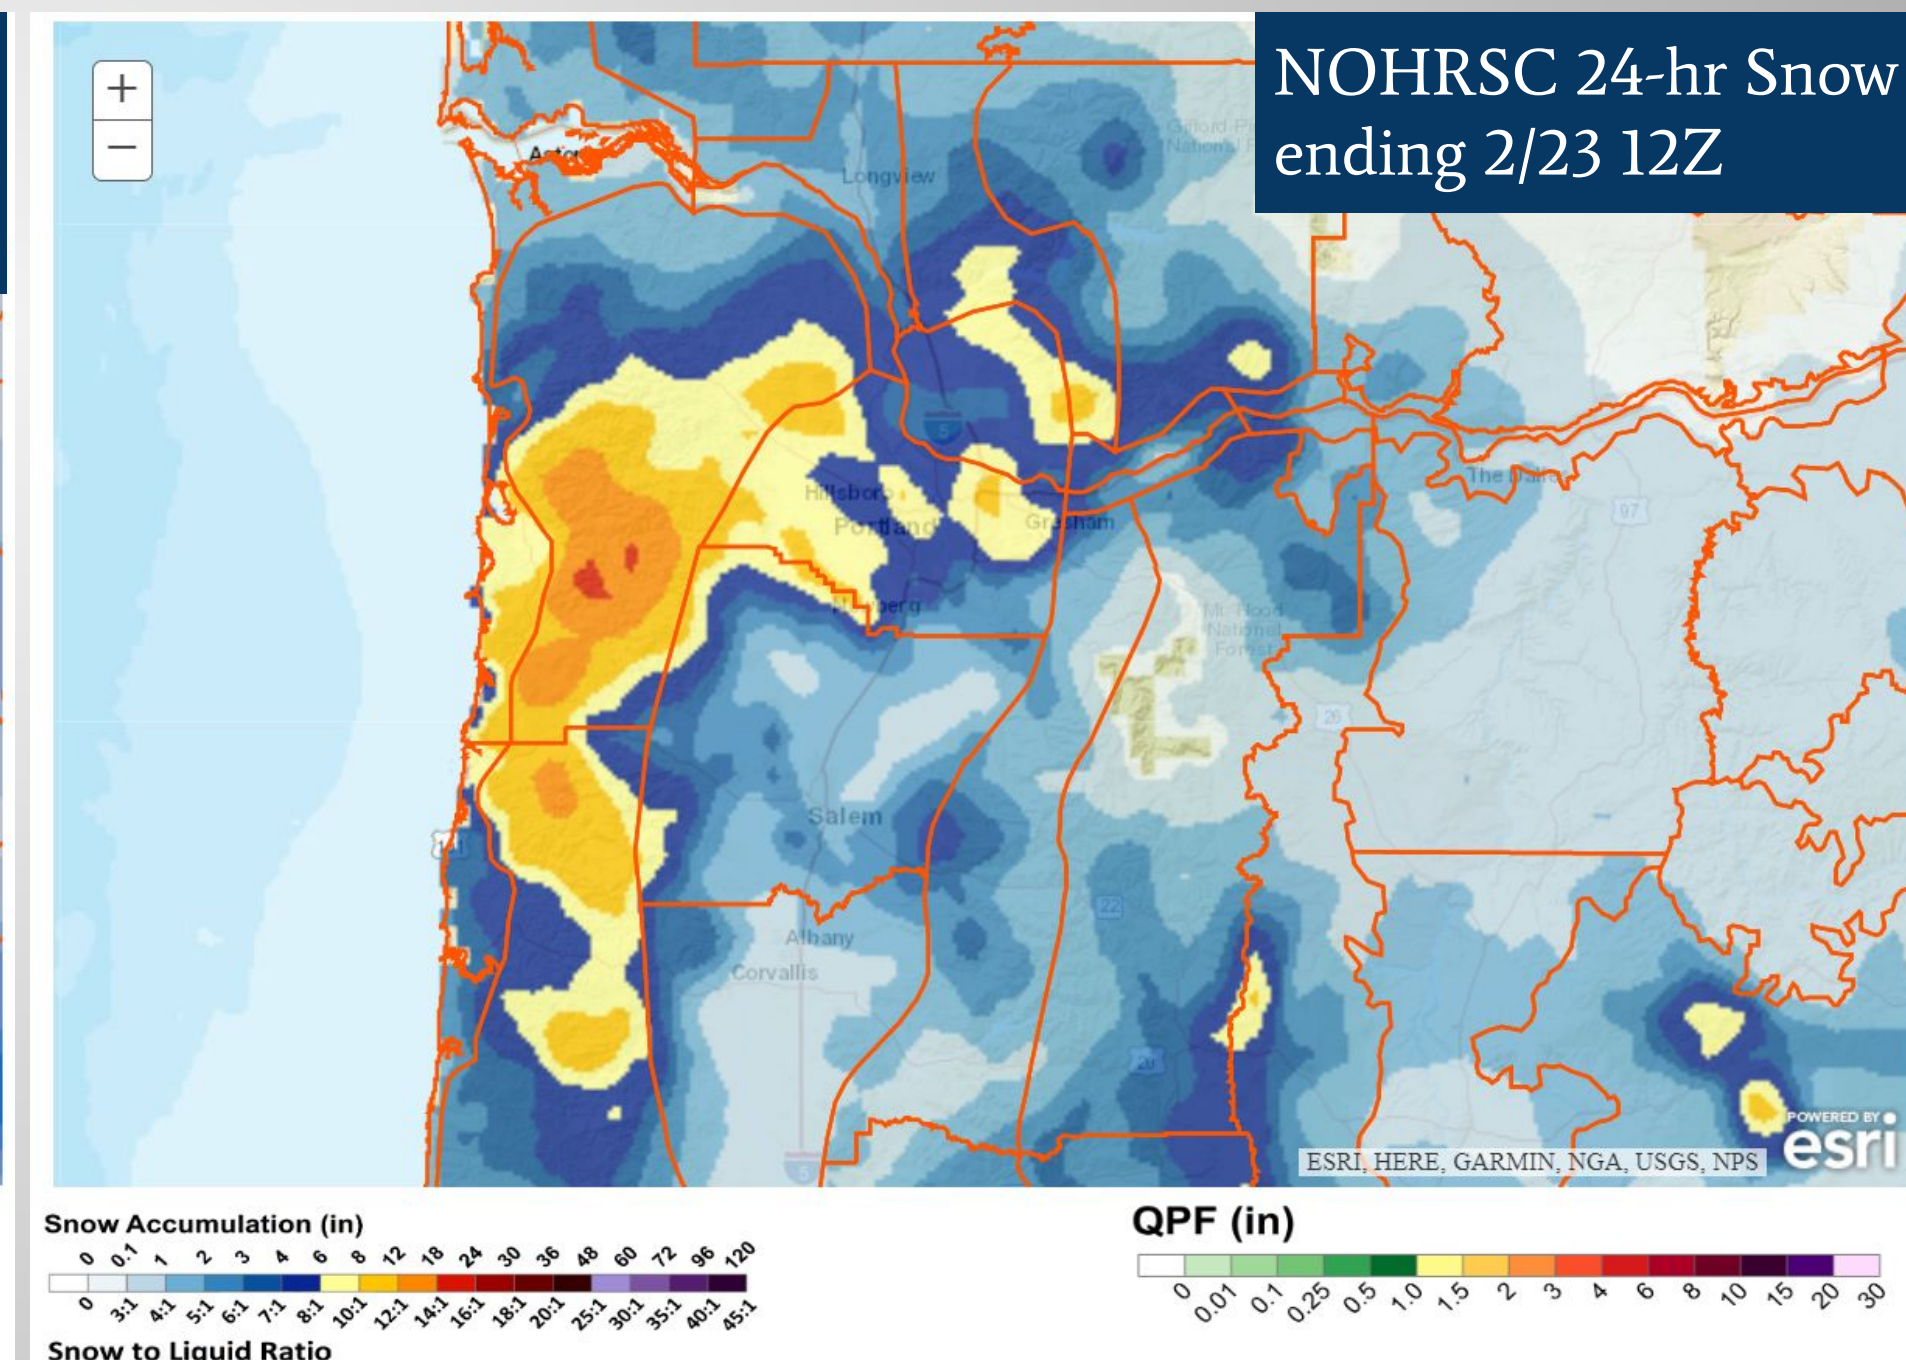 NOHRSC 24-hr Snow
ending 2/23 12Z
+
−
Longview
5
Hillsboro
Portland
Gresham
Newberg
The Dalles
97
Mt. Hood
National
Forest
26
Salem
22
Albany
Corvallis
20
5
POWERED BY
esri
ESRI, HERE, GARMIN, NGA, USGS, NPS
Snow Accumulation (in)
0 0.1 1 2 3 4 6 8 12 18 24 30 36 48 60 72 96 120
0 3:1 4:1 5:1 6:1 7:1 8:1 10:1 12:1 14:1 16:1 18:1 20:1 25:1 30:1 35:1 40:1 45:1
Snow to Liquid Ratio
QPF (in)
0 0.01 0.1 0.25 0.5 1.0 1.5 2 3 4 6 8 10 15 20 30